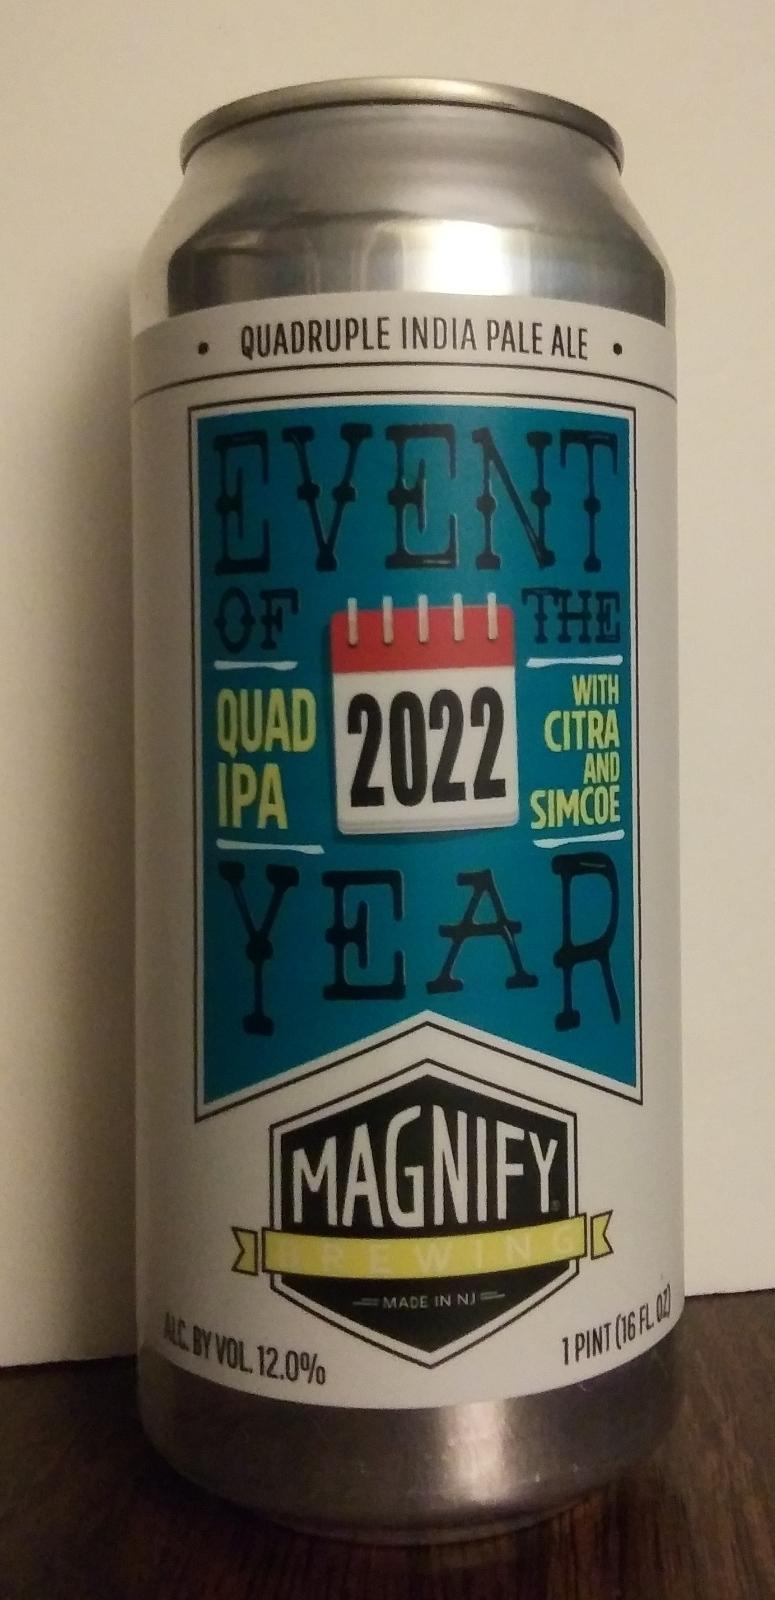 • QUADRUPLE INDIA PALE ALE •
EVENT
OF THE
QUAD
IPA
2022
WITH
CITRA
AND
SIMCOE
YEAR
MAGNIFY
BREWING
MADE IN NJ
ALC. BY VOL. 12.0%
1 PINT (16 FL. OZ)